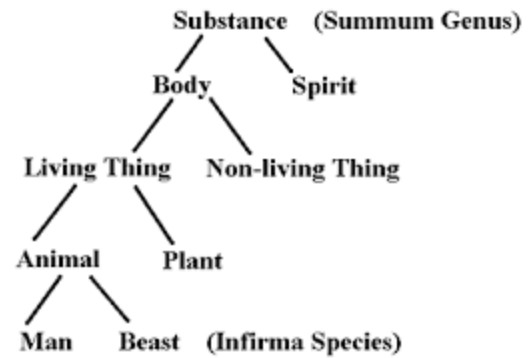 Substance (Summum Genus)
Body Spirit
Living Thing Non-living Thing
Animal Plant
Man Beast (Infirma Species)